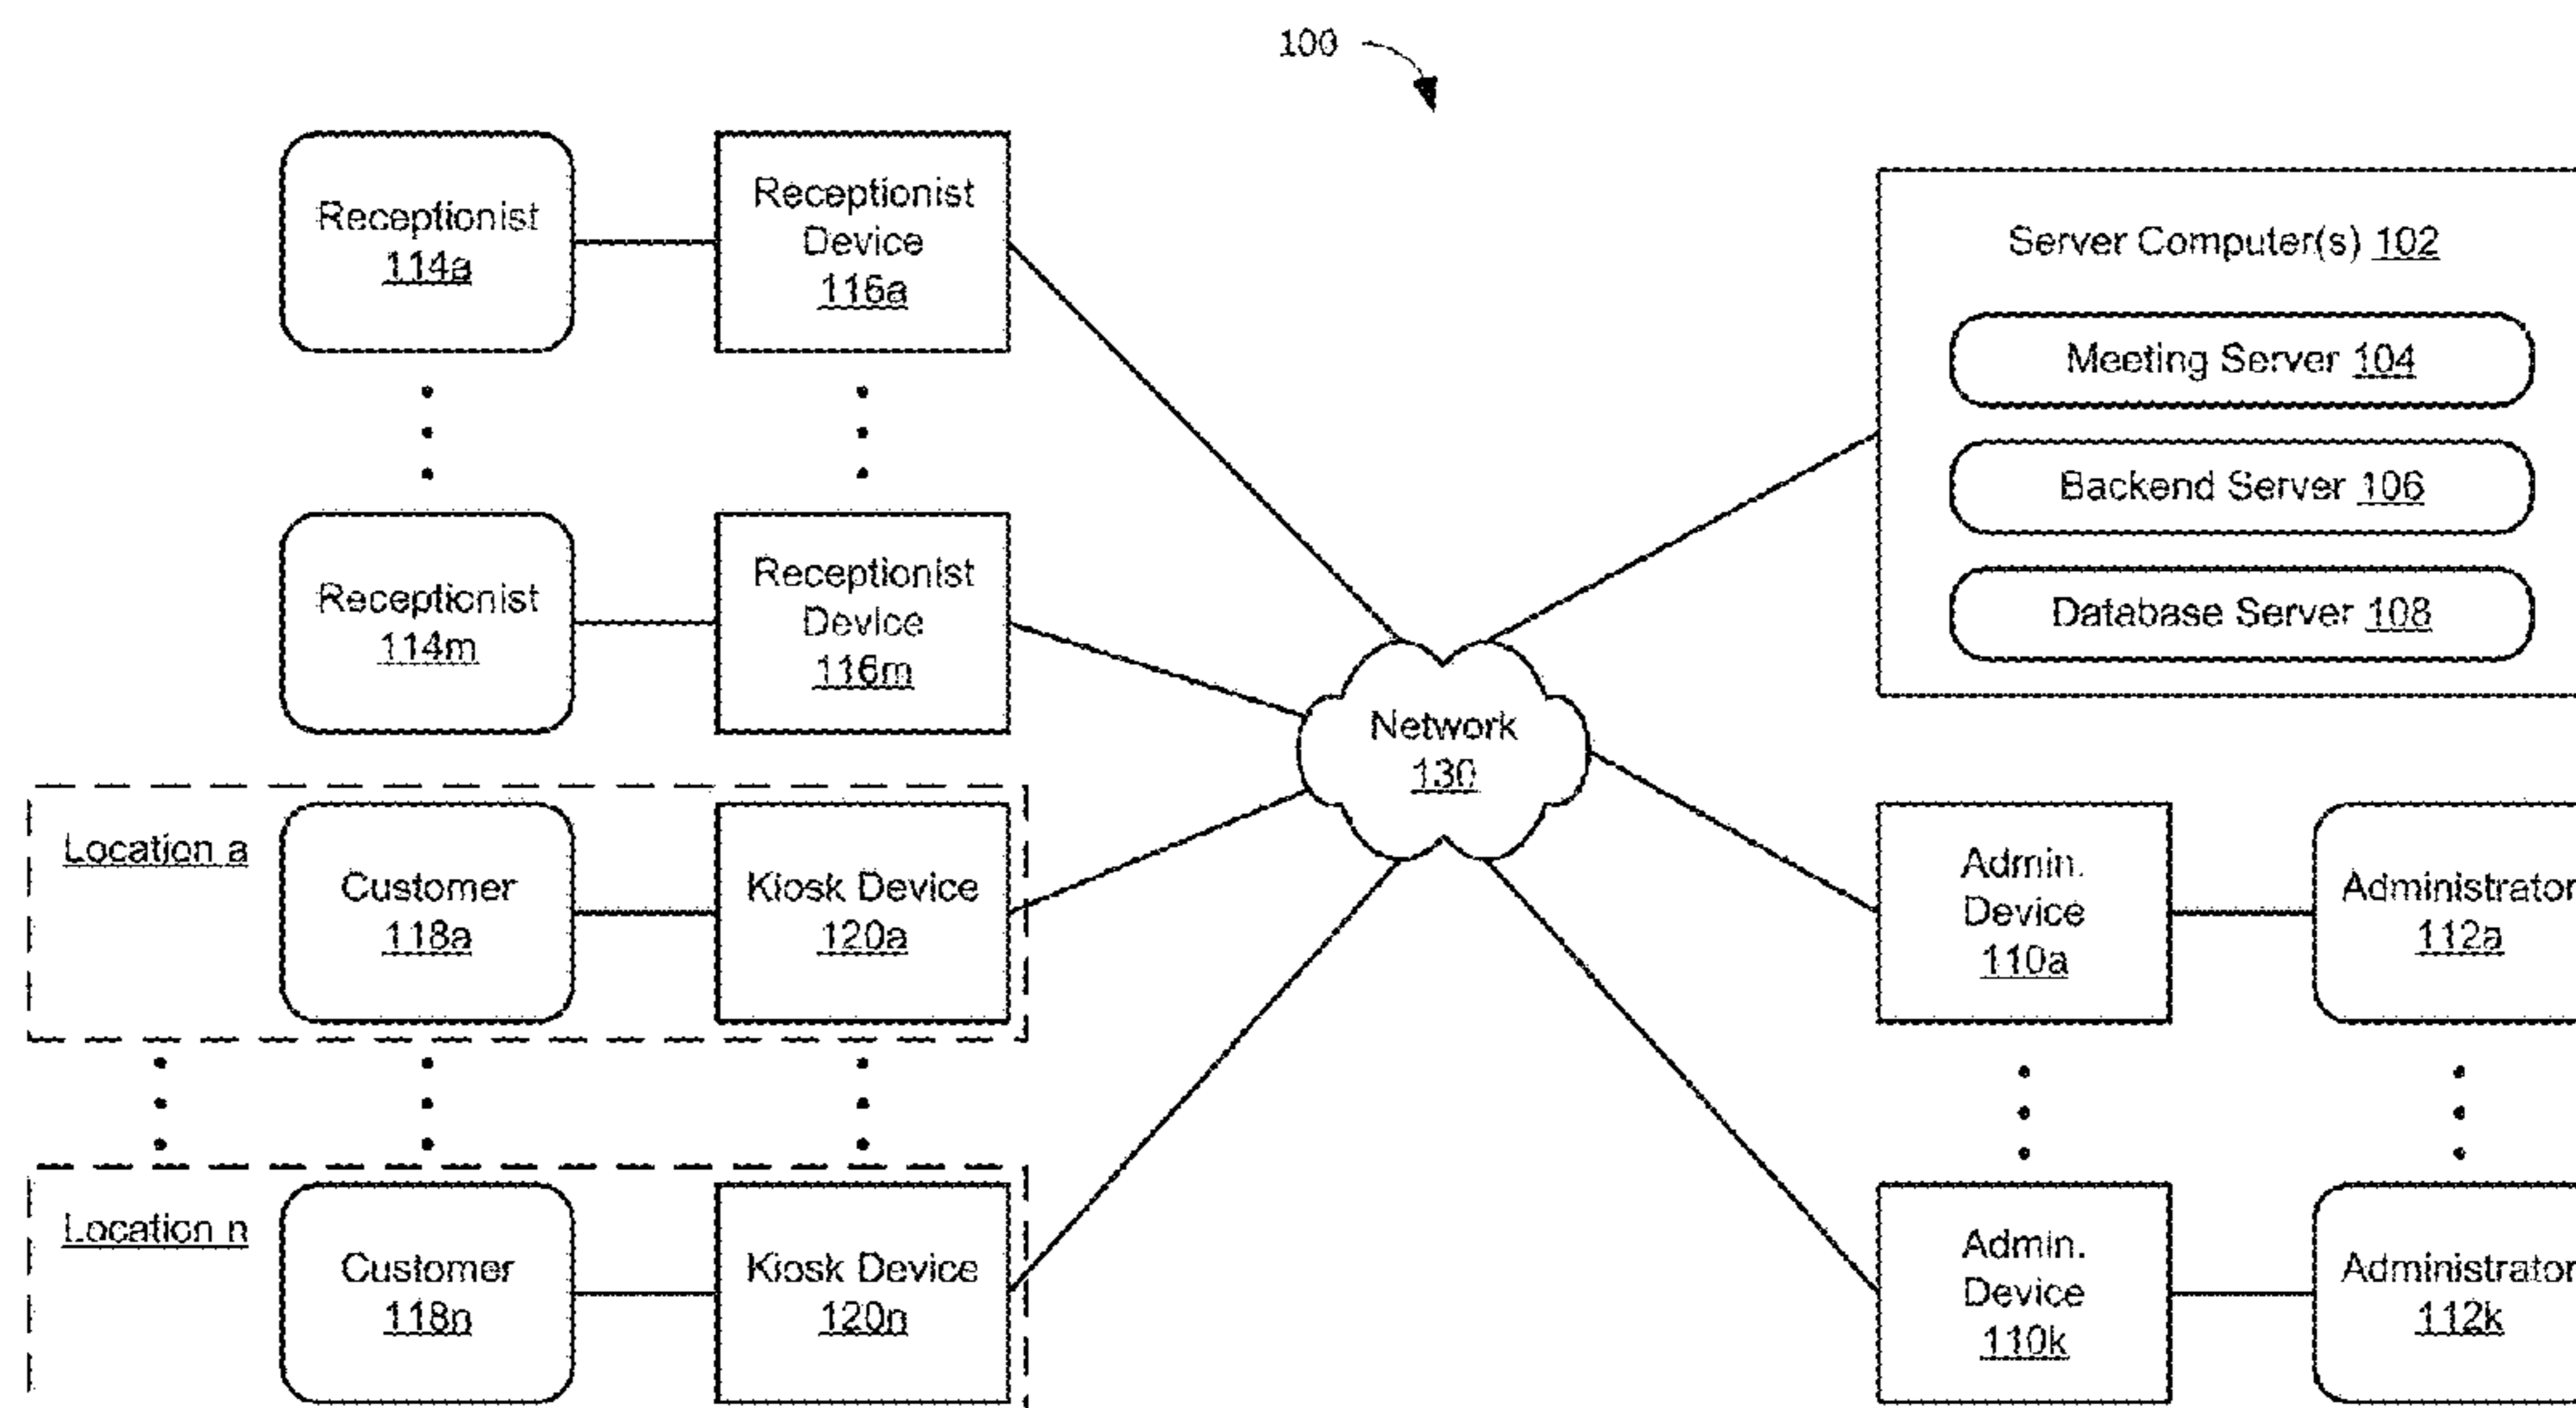 100
Receptionist
114a
Receptionist
Device
116a
Server Computer(s) 102
Meeting Server 104
Backend Server 106
Database Server 108
Receptionist
114m
Receptionist
Device
116m
Network
130
Location a
Customer
118a
Kiosk Device
120a
Admin.
Device
110a
Administrator
112a
Location n
Customer
118n
Kiosk Device
120n
Admin.
Device
110k
Administrator
112k